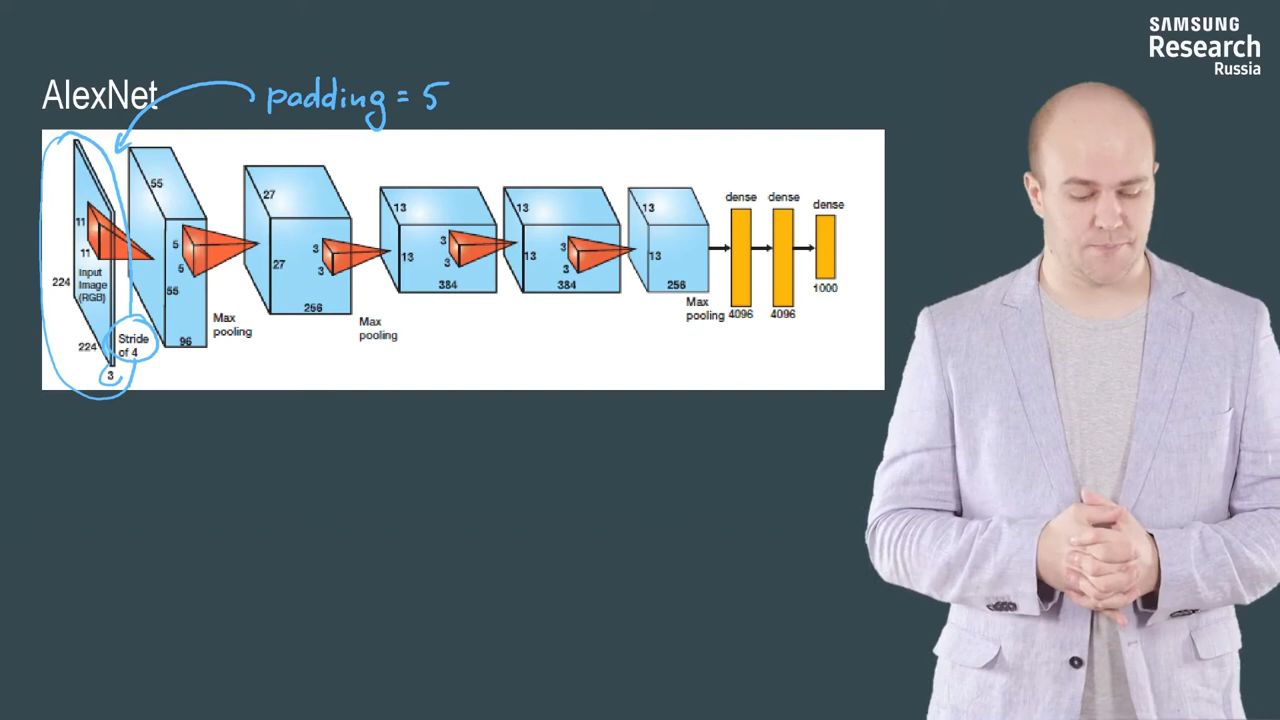 SAMSUNG
Research
Russia
AlexNet
padding = 5
55
27
13
13
13
dense
dense
dense
11
11
5
5
3
3
3
3
3
3
27
13
13
13
224
Input
Image
(RGB)
55
384
384
256
1000
256
Max
pooling
4096
4096
Max
pooling
Max
pooling
96
224
Stride
of 4
3